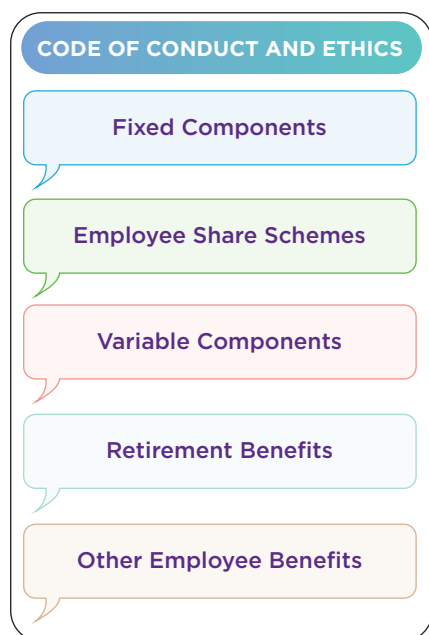 CODE OF CONDUCT AND ETHICS
Fixed Components
Employee Share Schemes
Variable Components
Retirement Benefits
Other Employee Benefits